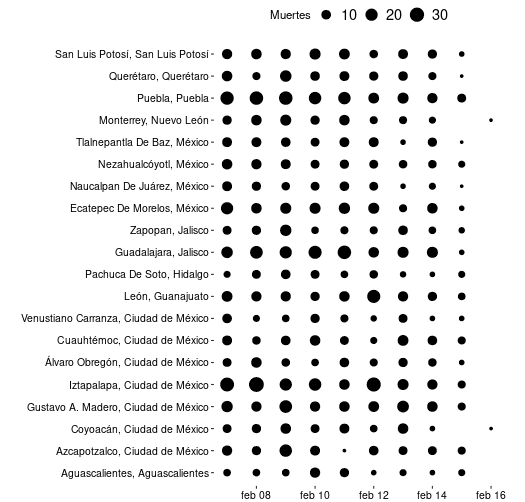 Muertes 10 20 30
San Luis Potosí, San Luis Potosí
Querétaro, Querétaro
Puebla, Puebla
Monterrey, Nuevo León
Tlalnepantla De Baz, México
Nezahualcóyotl, México
Naucalpan De Juárez, México
Ecatepec De Morelos, México
Zapopan, Jalisco
Guadalajara, Jalisco
Pachuca De Soto, Hidalgo
León, Guanajuato
Venustiano Carranza, Ciudad de México
Cuauhtémoc, Ciudad de México
Álvaro Obregón, Ciudad de México
Iztapalapa, Ciudad de México
Gustavo A. Madero, Ciudad de México
Coyoacán, Ciudad de México
Azcapotzalco, Ciudad de México
Aguascalientes, Aguascalientes
feb 08 feb 10 feb 12 feb 14 feb 16